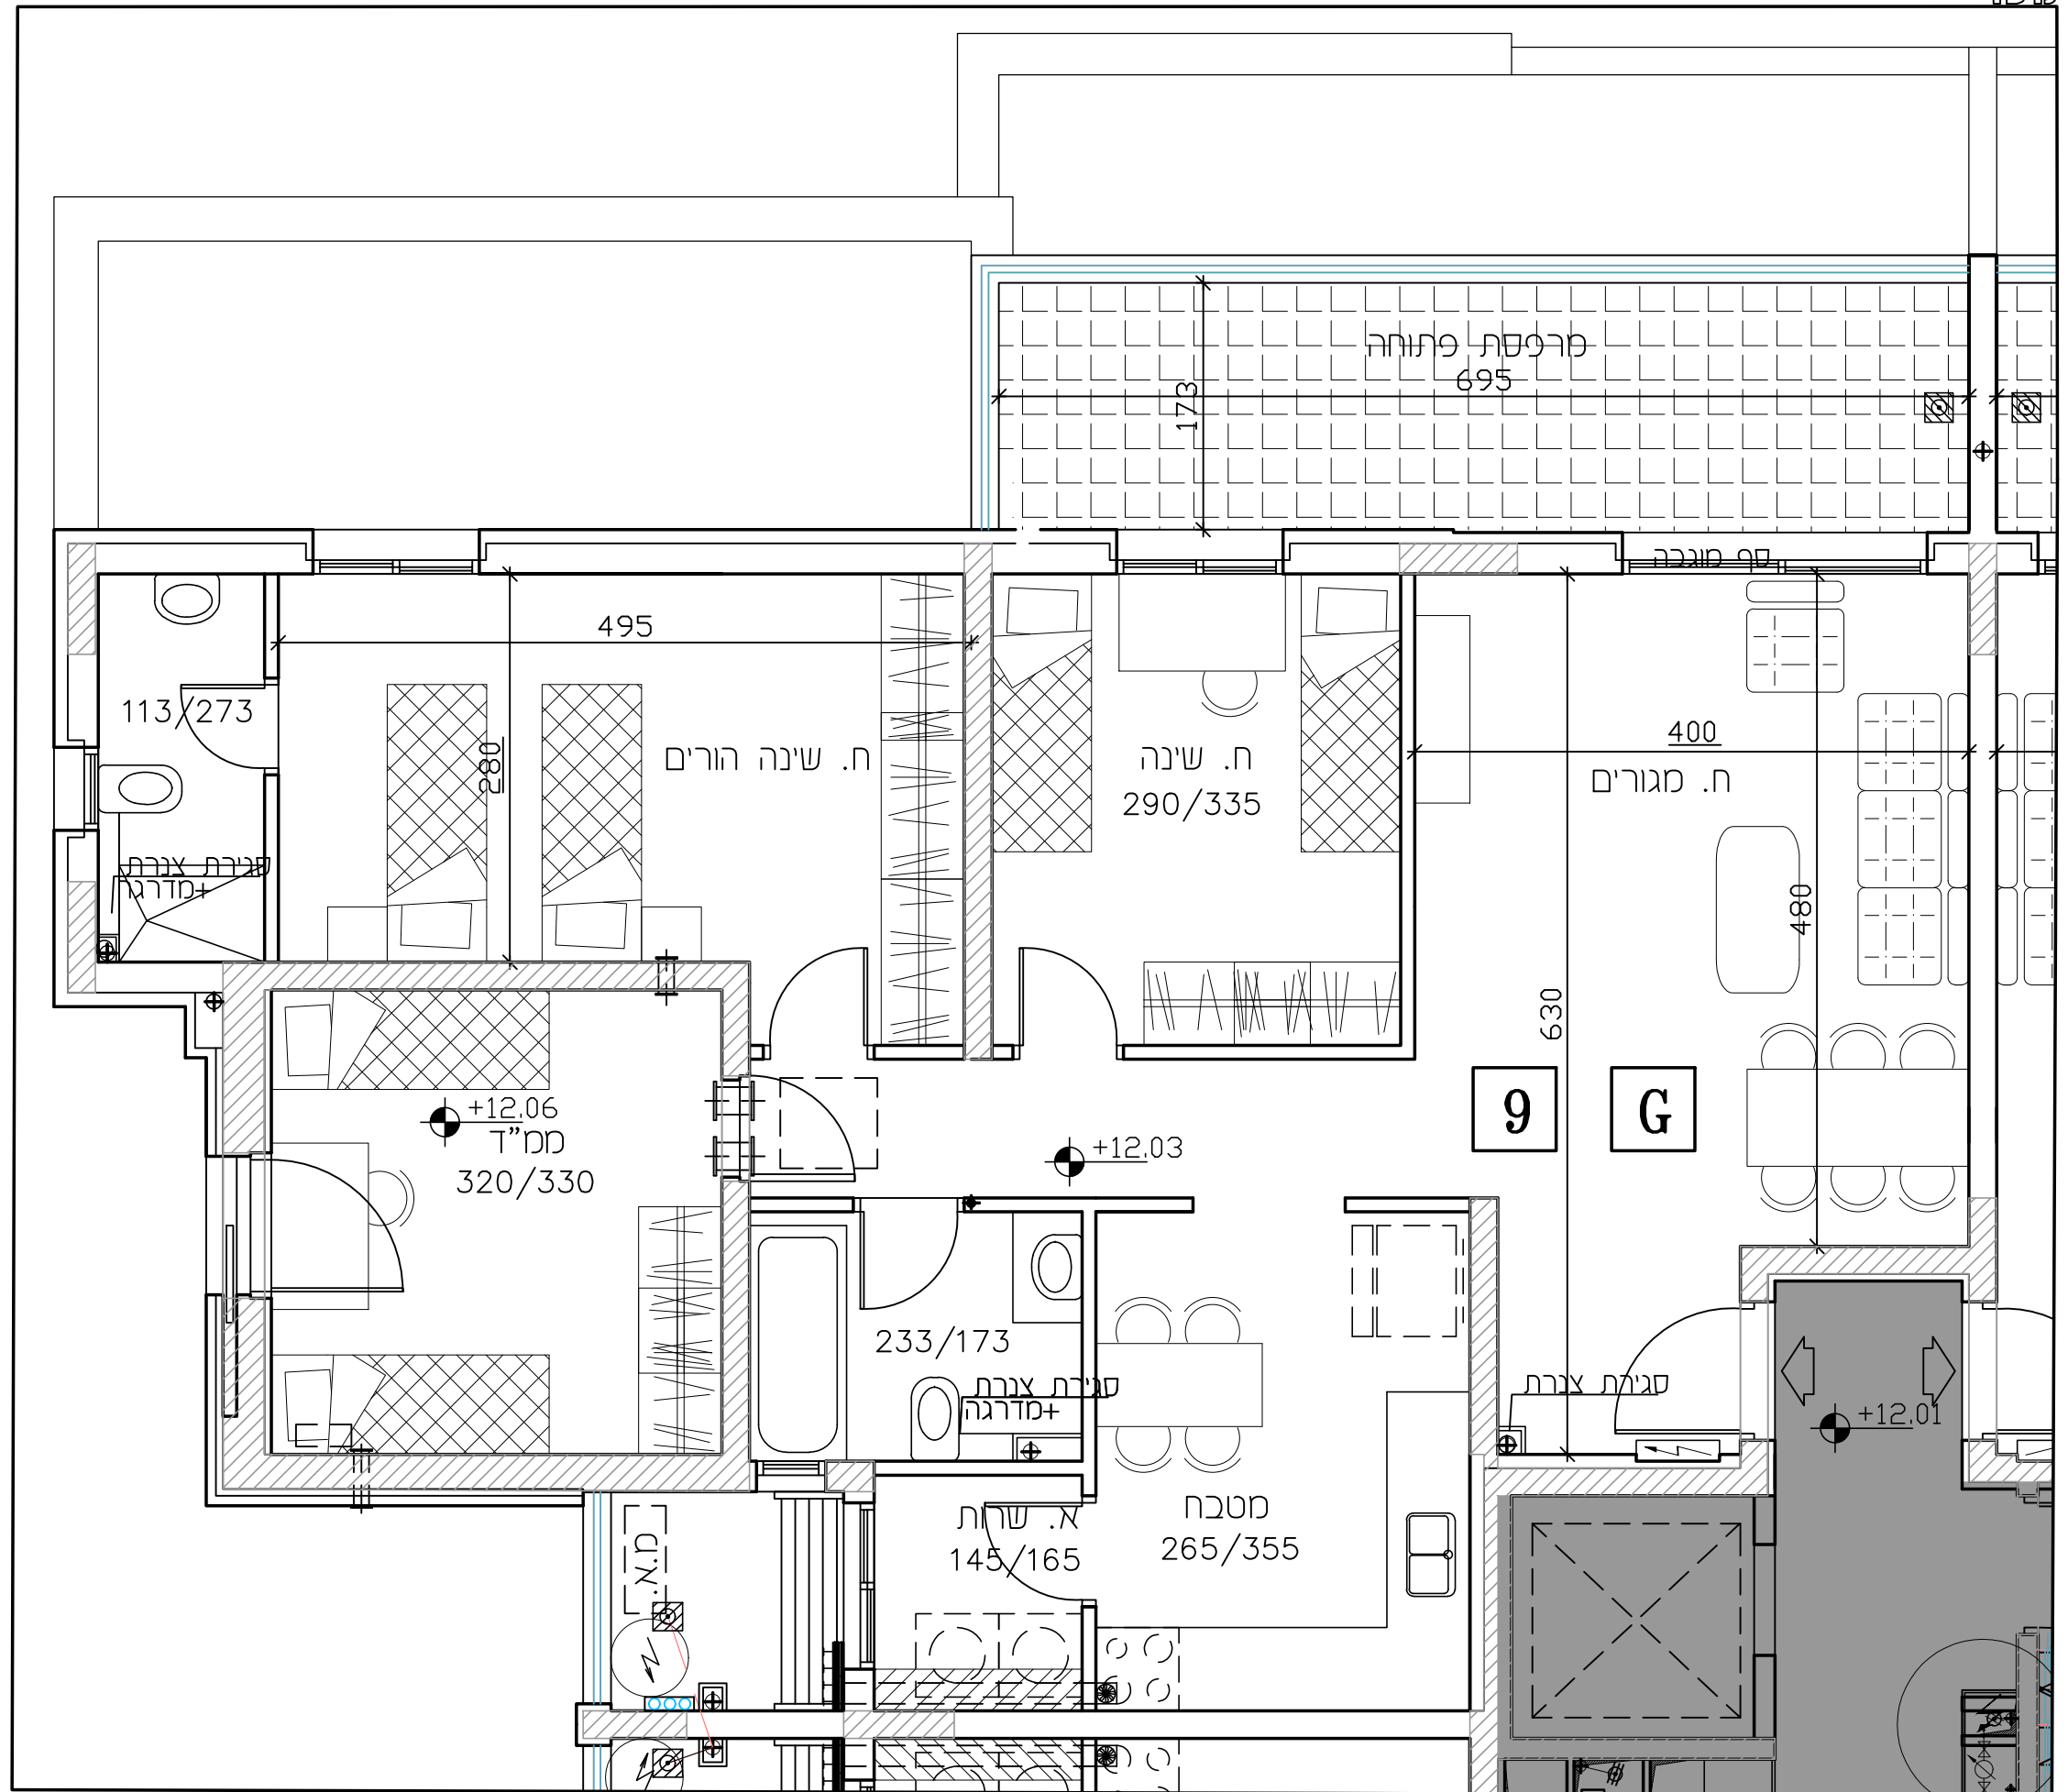 מרפסת פתוחה
695
173
סף מוגבה
495
113/273
280
ח. שינה הורים
ח. שינה
290/335
400
ח. מגורים
סגירת צנרת
+מדרגה
480
630
9
G
+12.06
ממ"ד
320/330
+12.03
233/173
סגירת צנרת
+מדרגה
סגירת צנרת
+12.01
א. שרות
145/165
מטבח
265/355
מ.א.